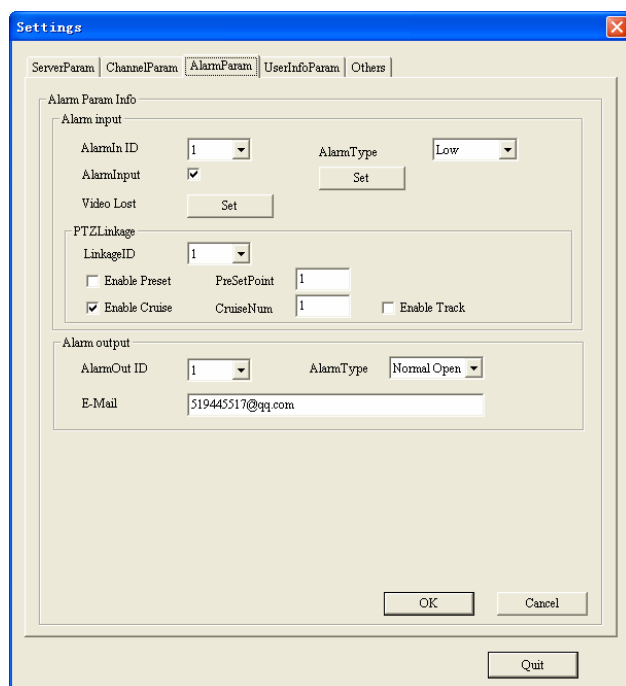 Settings
ServerParam ChannelParam AlarmParam UserInfoParam Others
Alarm Param Info
Alarm input
AlarmIn ID 1 AlarmType Low
AlarmInput Set
Video Lost Set
PTZLinkage
LinkageID 1
Enable Preset PreSetPoint 1
Enable Cruise CruiseNum 1 Enable Track
Alarm output
AlarmOut ID 1 AlarmType Normal Open
E-Mail 519445517@qq.com
OK Cancel
Quit